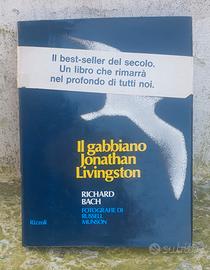 Il best-seller del secolo.
Un libro che rimarrà
nel profondo di tutti noi.
Il gabbiano
Jonathan
Livingston
RICHARD
BACH
FOTOGRAFIE DI
RUSSELL
MUNSON
Rizzoli
subito